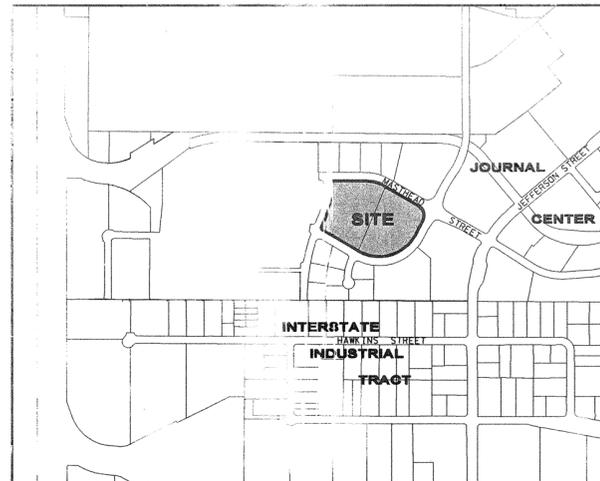 JOURNAL
JEFFERSON STREET
CENTER
MASTHEAD
STREET
SITE
INTERSTATE
HAWKINS STREET
INDUSTRIAL
TRACT